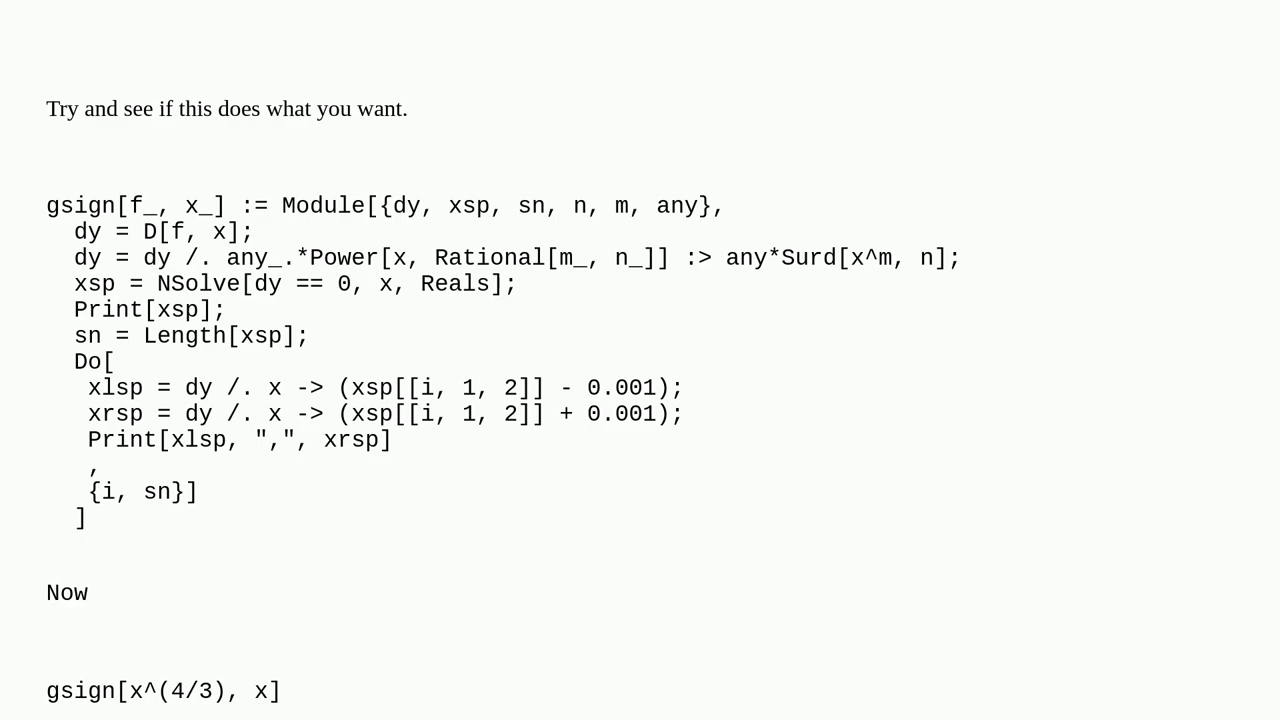 Try and see if this does what you want.
gsign[f_, x_] := Module[{dy, xsp, sn, n, m, any},
  dy = D[f, x];
  dy = dy /. any_.*Power[x, Rational[m_, n_]] :> any*Surd[x^m, n];
  xsp = NSolve[dy == 0, x, Reals];
  Print[xsp];
  sn = Length[xsp];
  Do[
   xlsp = dy /. x -> (xsp[[i, 1, 2]] - 0.001);
   xrsp = dy /. x -> (xsp[[i, 1, 2]] + 0.001);
   Print[xlsp, ",", xrsp]
   ,
   {i, sn}]
  ]
Now
gsign[x^(4/3), x]